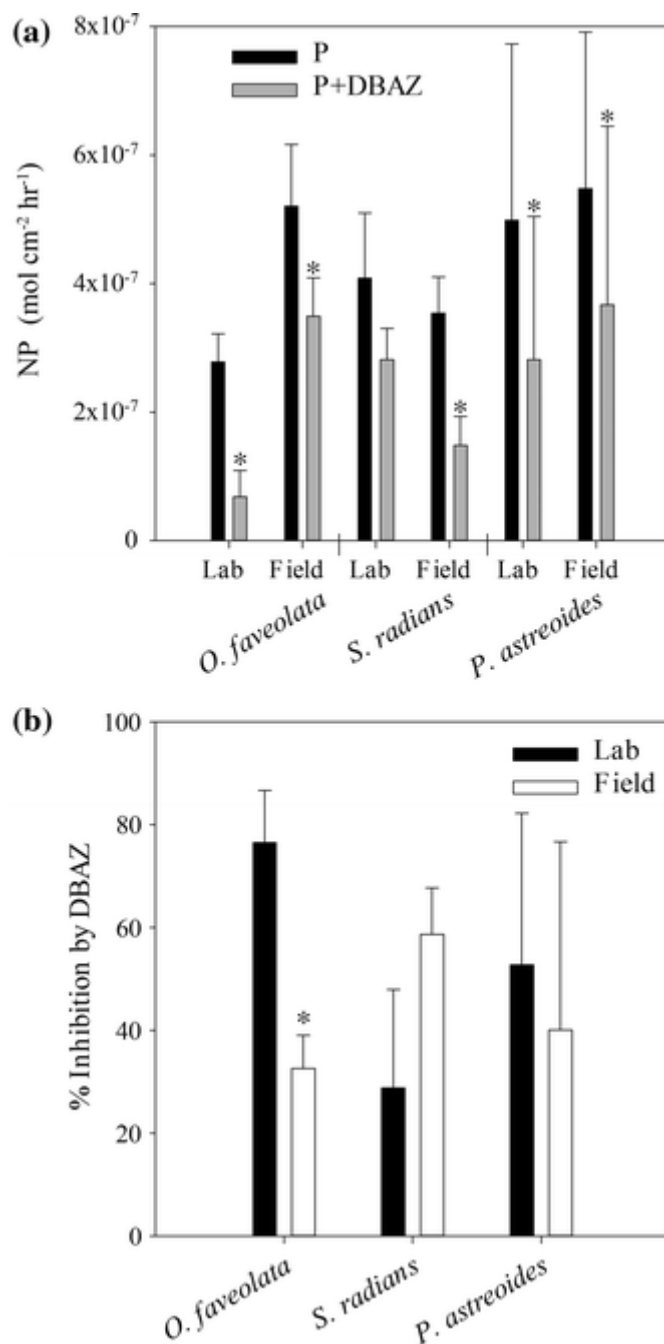 (a)
8x10-7
P
P+DBAZ
6x10-7
NP (mol cm-2 hr-1)
4x10-7
2x10-7
0
* * * * *
Lab Field Lab Field Lab Field
O. faveolata S. radians P. astreoides
(b)
100
Lab
Field
80
% Inhibition by DBAZ
60
40
*
20
0
O. faveolata S. radians P. astreoides